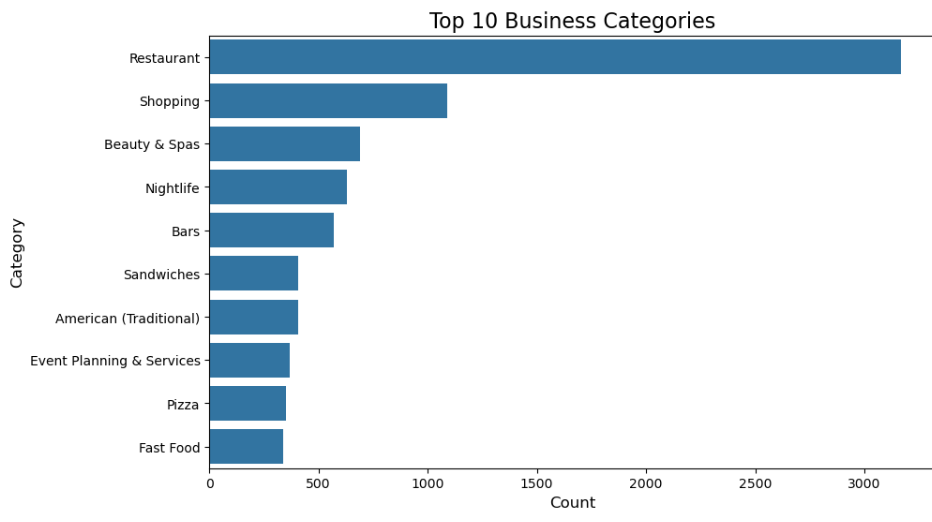 Top 10 Business Categories
Category
Restaurant
Shopping
Beauty & Spas
Nightlife
Bars
Sandwiches
American (Traditional)
Event Planning & Services
Pizza
Fast Food
0 500 1000 1500 2000 2500 3000
Count